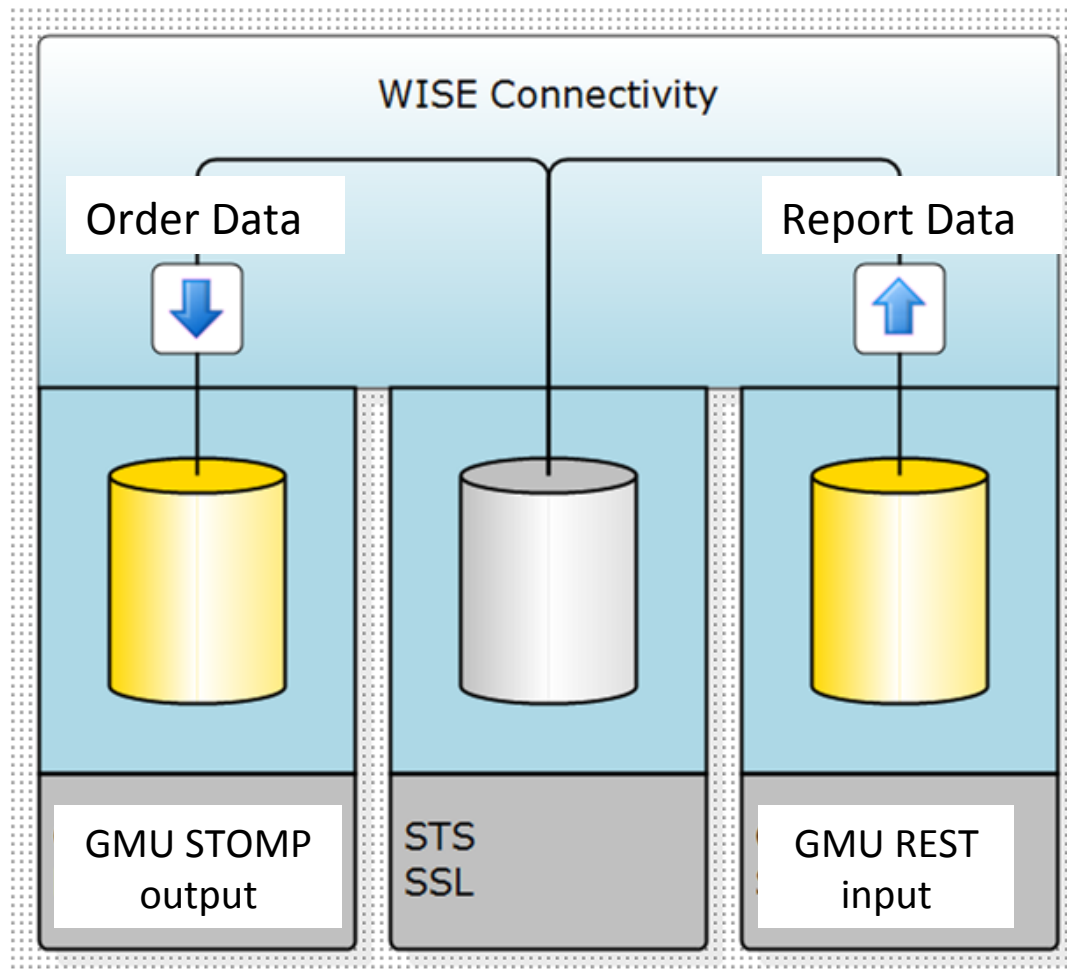 WISE Connectivity
Order Data
Report Data
GMU STOMP
output
STS
SSL
GMU REST
input